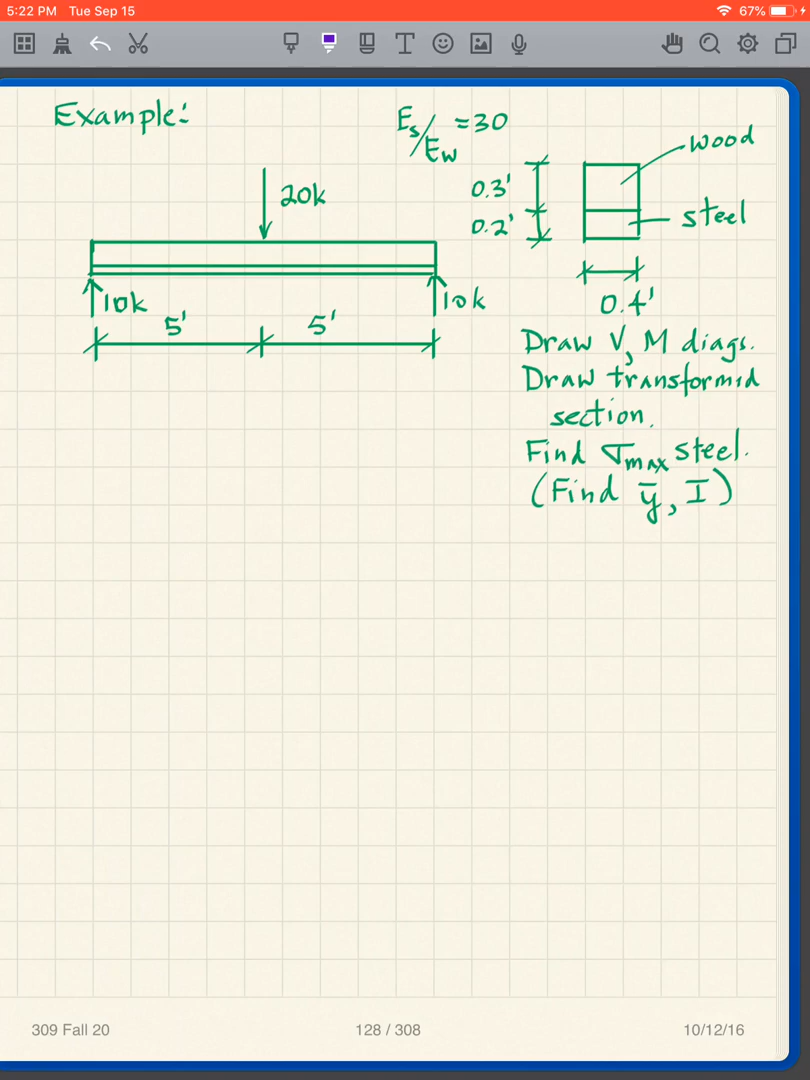 5:22 PM Tue Sep 15
67%
Example:
Es/Ew = 30
wood
20k
0.3'
0.2'
steel
10k
10k
0.4'
5'
5'
Draw V, M diags.
Draw transformed
section.
Find σmax steel.
(Find ȳ, I)
309 Fall 20
128 / 308
10/12/16